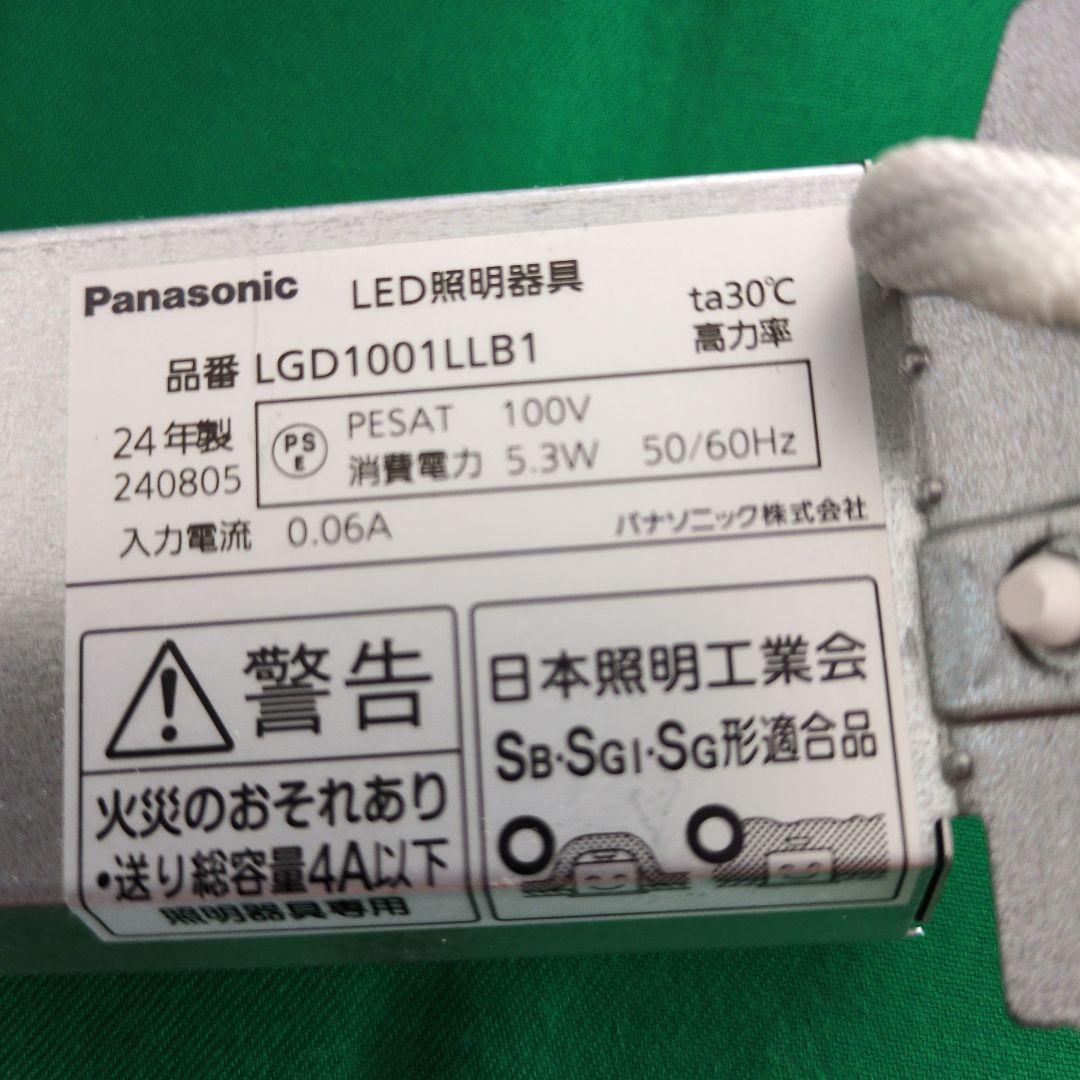 Panasonic LED照明器具 ta30℃
高力率
品番 LGD1001LLB1
24年製
240805
PS
E
PESAT 100V
消費電力 5.3W 50/60Hz
入力電流 0.06A
パナソニック株式会社
警告
火災のおそれあり
・送り総容量4A以下
照明器具専用
日本照明工業会
SB・SGI・SG形適合品